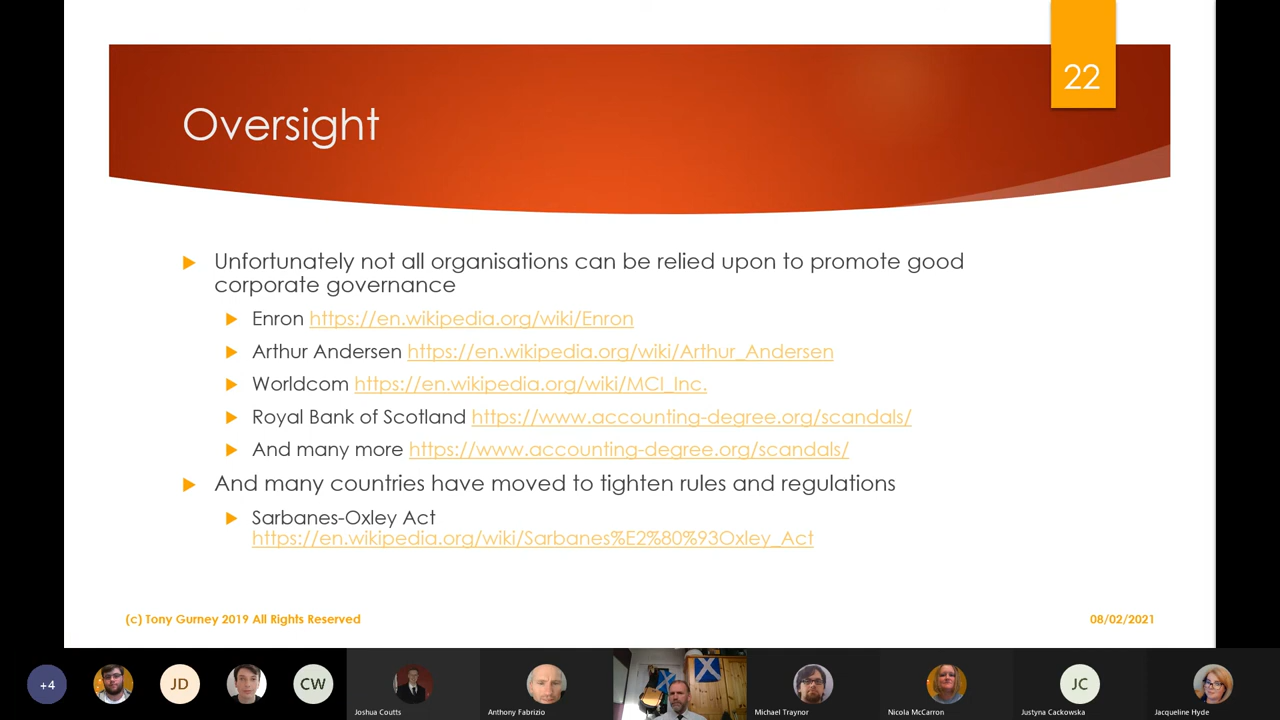 22
Oversight
Unfortunately not all organisations can be relied upon to promote good
corporate governance
Enron https://en.wikipedia.org/wiki/Enron
Arthur Andersen https://en.wikipedia.org/wiki/Arthur_Andersen
Worldcom https://en.wikipedia.org/wiki/MCI_Inc.
Royal Bank of Scotland https://www.accounting-degree.org/scandals/
And many more https://www.accounting-degree.org/scandals/
And many countries have moved to tighten rules and regulations
Sarbanes-Oxley Act
https://en.wikipedia.org/wiki/Sarbanes%E2%80%93Oxley_Act
(c) Tony Gurney 2019 All Rights Reserved
08/02/2021
+4
JD
CW
JC
Joshua Coutts
Anthony Fabrizio
Michael Traynor
Nicola McCarron
Justyna Cackowska
Jacqueline Hyde